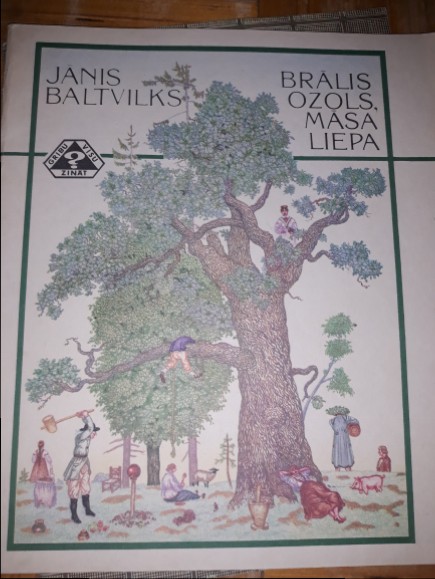 JĀNIS
BALTVILKS
BRĀLIS
OZOLS,
MĀSA
LIEPA
GRIBU
VISU
ZINĀT
?